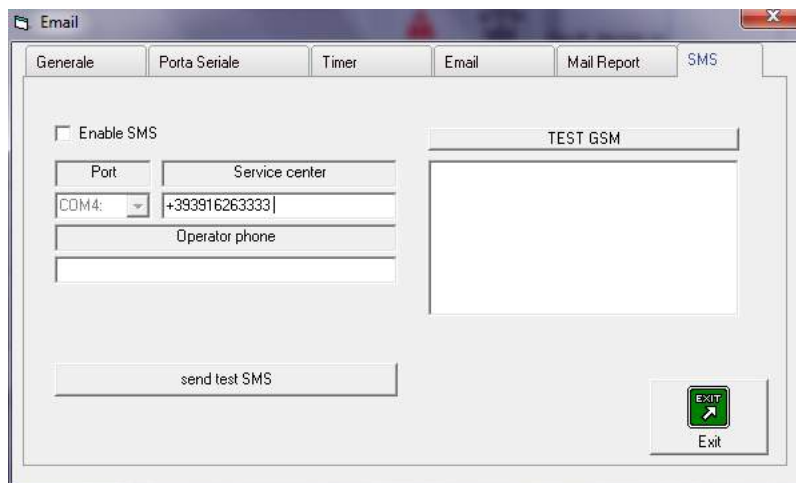 Email
Generale Porta Seriale Timer Email Mail Report SMS
Enable SMS
TEST GSM
Port Service center
COM4: +393916263333
Operator phone
send test SMS
EXIT
Exit